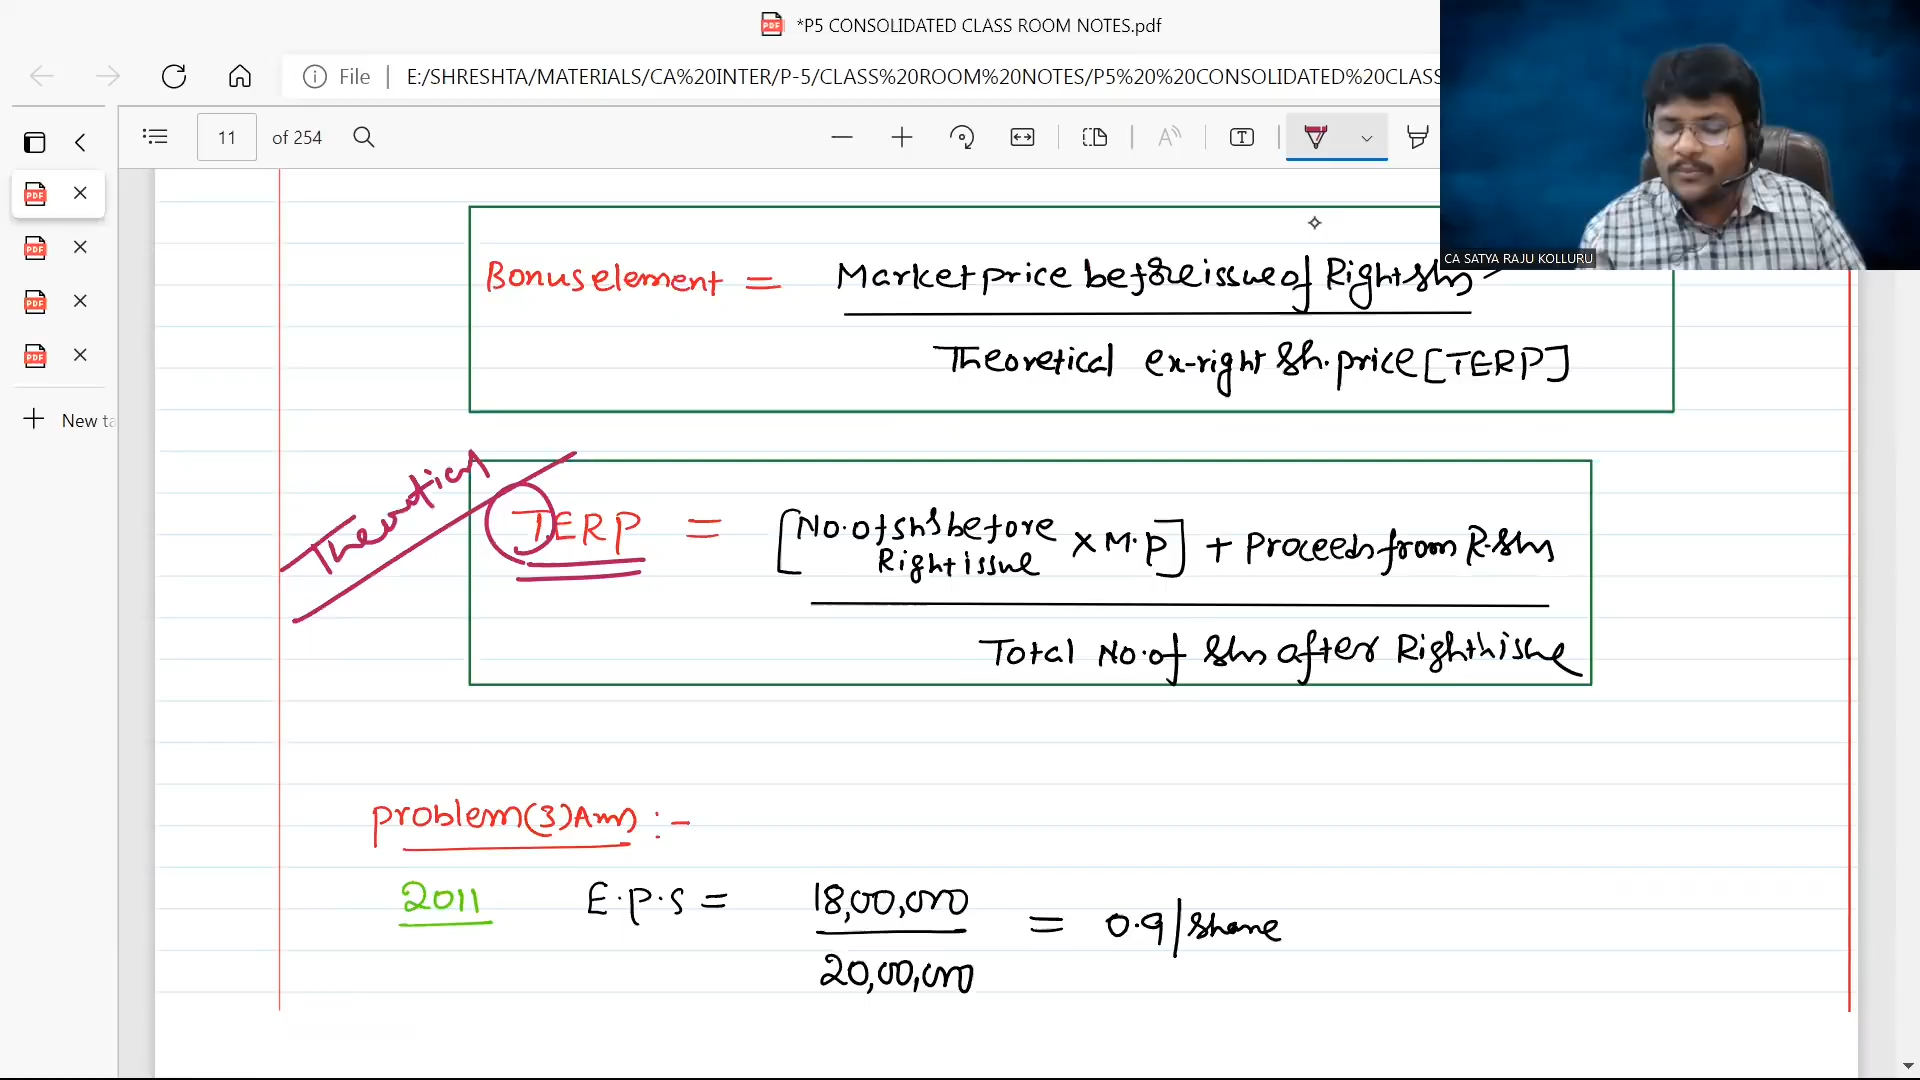 *P5 CONSOLIDATED CLASS ROOM NOTES.pdf
File | E:/SHRESHTA/MATERIALS/CA%20INTER/P-5/CLASS%20ROOM%20NOTES/P5%20%20CONSOLIDATED%20CLASS
11 of 254
CA SATYA RAJU KOLLURU
New ta
Bonus element = Market price before issue of Right shs
Theoretical ex-right sh. price [TERP]
Theoretical
TERP = [No. of shs before Right issue × M.P] + Proceeds from R. shs
Total No. of shs after Right issue
problem(3)Ans :-
2011 E.P.S = 18,00,000 = 0.9/share
20,00,000